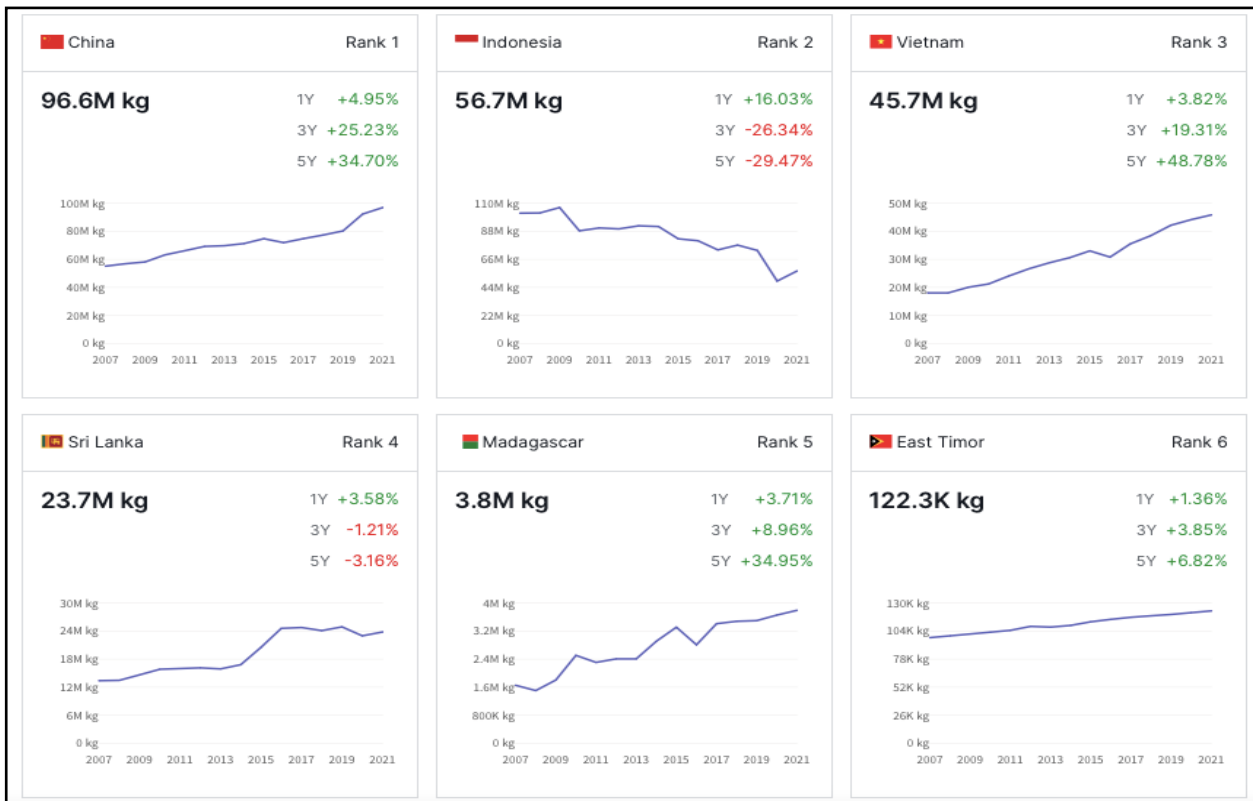 China Rank 1
96.6M kg
1Y +4.95%
3Y +25.23%
5Y +34.70%
100M kg
80M kg
60M kg
40M kg
20M kg
0 kg
2007 2009 2011 2013 2015 2017 2019 2021
Indonesia Rank 2
56.7M kg
1Y +16.03%
3Y -26.34%
5Y -29.47%
110M kg
88M kg
66M kg
44M kg
22M kg
0 kg
2007 2009 2011 2013 2015 2017 2019 2021
Vietnam Rank 3
45.7M kg
1Y +3.82%
3Y +19.31%
5Y +48.78%
50M kg
40M kg
30M kg
20M kg
10M kg
0 kg
2007 2009 2011 2013 2015 2017 2019 2021
Sri Lanka Rank 4
23.7M kg
1Y +3.58%
3Y -1.21%
5Y -3.16%
30M kg
24M kg
18M kg
12M kg
6M kg
0 kg
2007 2009 2011 2013 2015 2017 2019 2021
Madagascar Rank 5
3.8M kg
1Y +3.71%
3Y +8.96%
5Y +34.95%
4M kg
3.2M kg
2.4M kg
1.6M kg
800K kg
0 kg
2007 2009 2011 2013 2015 2017 2019 2021
East Timor Rank 6
122.3K kg
1Y +1.36%
3Y +3.85%
5Y +6.82%
130K kg
104K kg
78K kg
52K kg
26K kg
0 kg
2007 2009 2011 2013 2015 2017 2019 2021